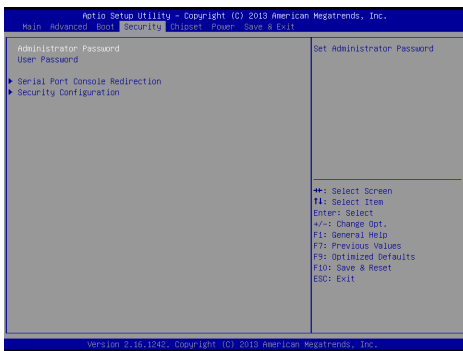 Aptio Setup Utility – Copyright (C) 2013 American Megatrends, Inc.
Main Advanced Boot Security Chipset Power Save & Exit
Administrator Password
User Password
Serial Port Console Redirection
Security Configuration
Set Administrator Password
→←: Select Screen
↑↓: Select Item
Enter: Select
+/-: Change Opt.
F1: General Help
F7: Previous Values
F9: Optimized Defaults
F10: Save & Reset
ESC: Exit
Version 2.16.1242. Copyright (C) 2013 American Megatrends, Inc.